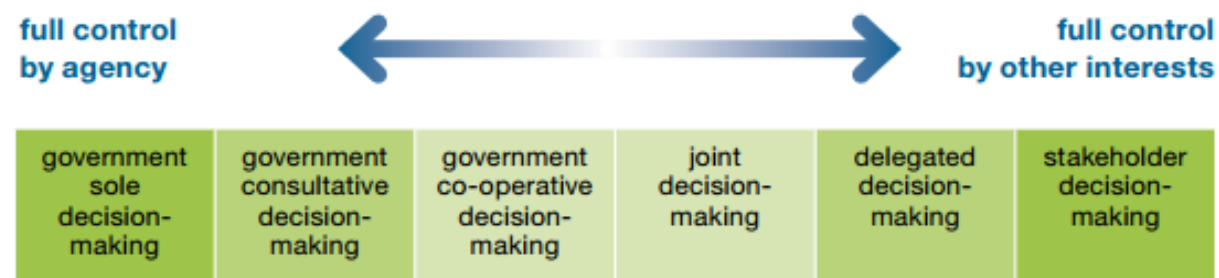 full control
by agency
full control
by other interests
government
sole
decision-
making
government
consultative
decision-
making
government
co-operative
decision-
making
joint
decision-
making
delegated
decision-
making
stakeholder
decision-
making